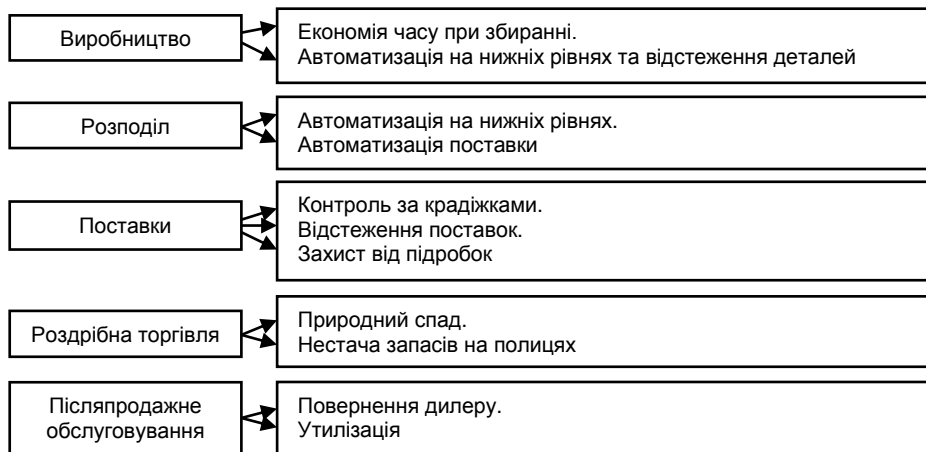 Виробництво
Економія часу при збиранні.
Автоматизація на нижніх рівнях та відстеження деталей
Розподіл
Автоматизація на нижніх рівнях.
Автоматизація поставки
Поставки
Контроль за крадіжками.
Відстеження поставок.
Захист від підробок
Роздрібна торгівля
Природний спад.
Нестача запасів на полицях
Післяпродажне
обслуговування
Повернення дилеру.
Утилізація